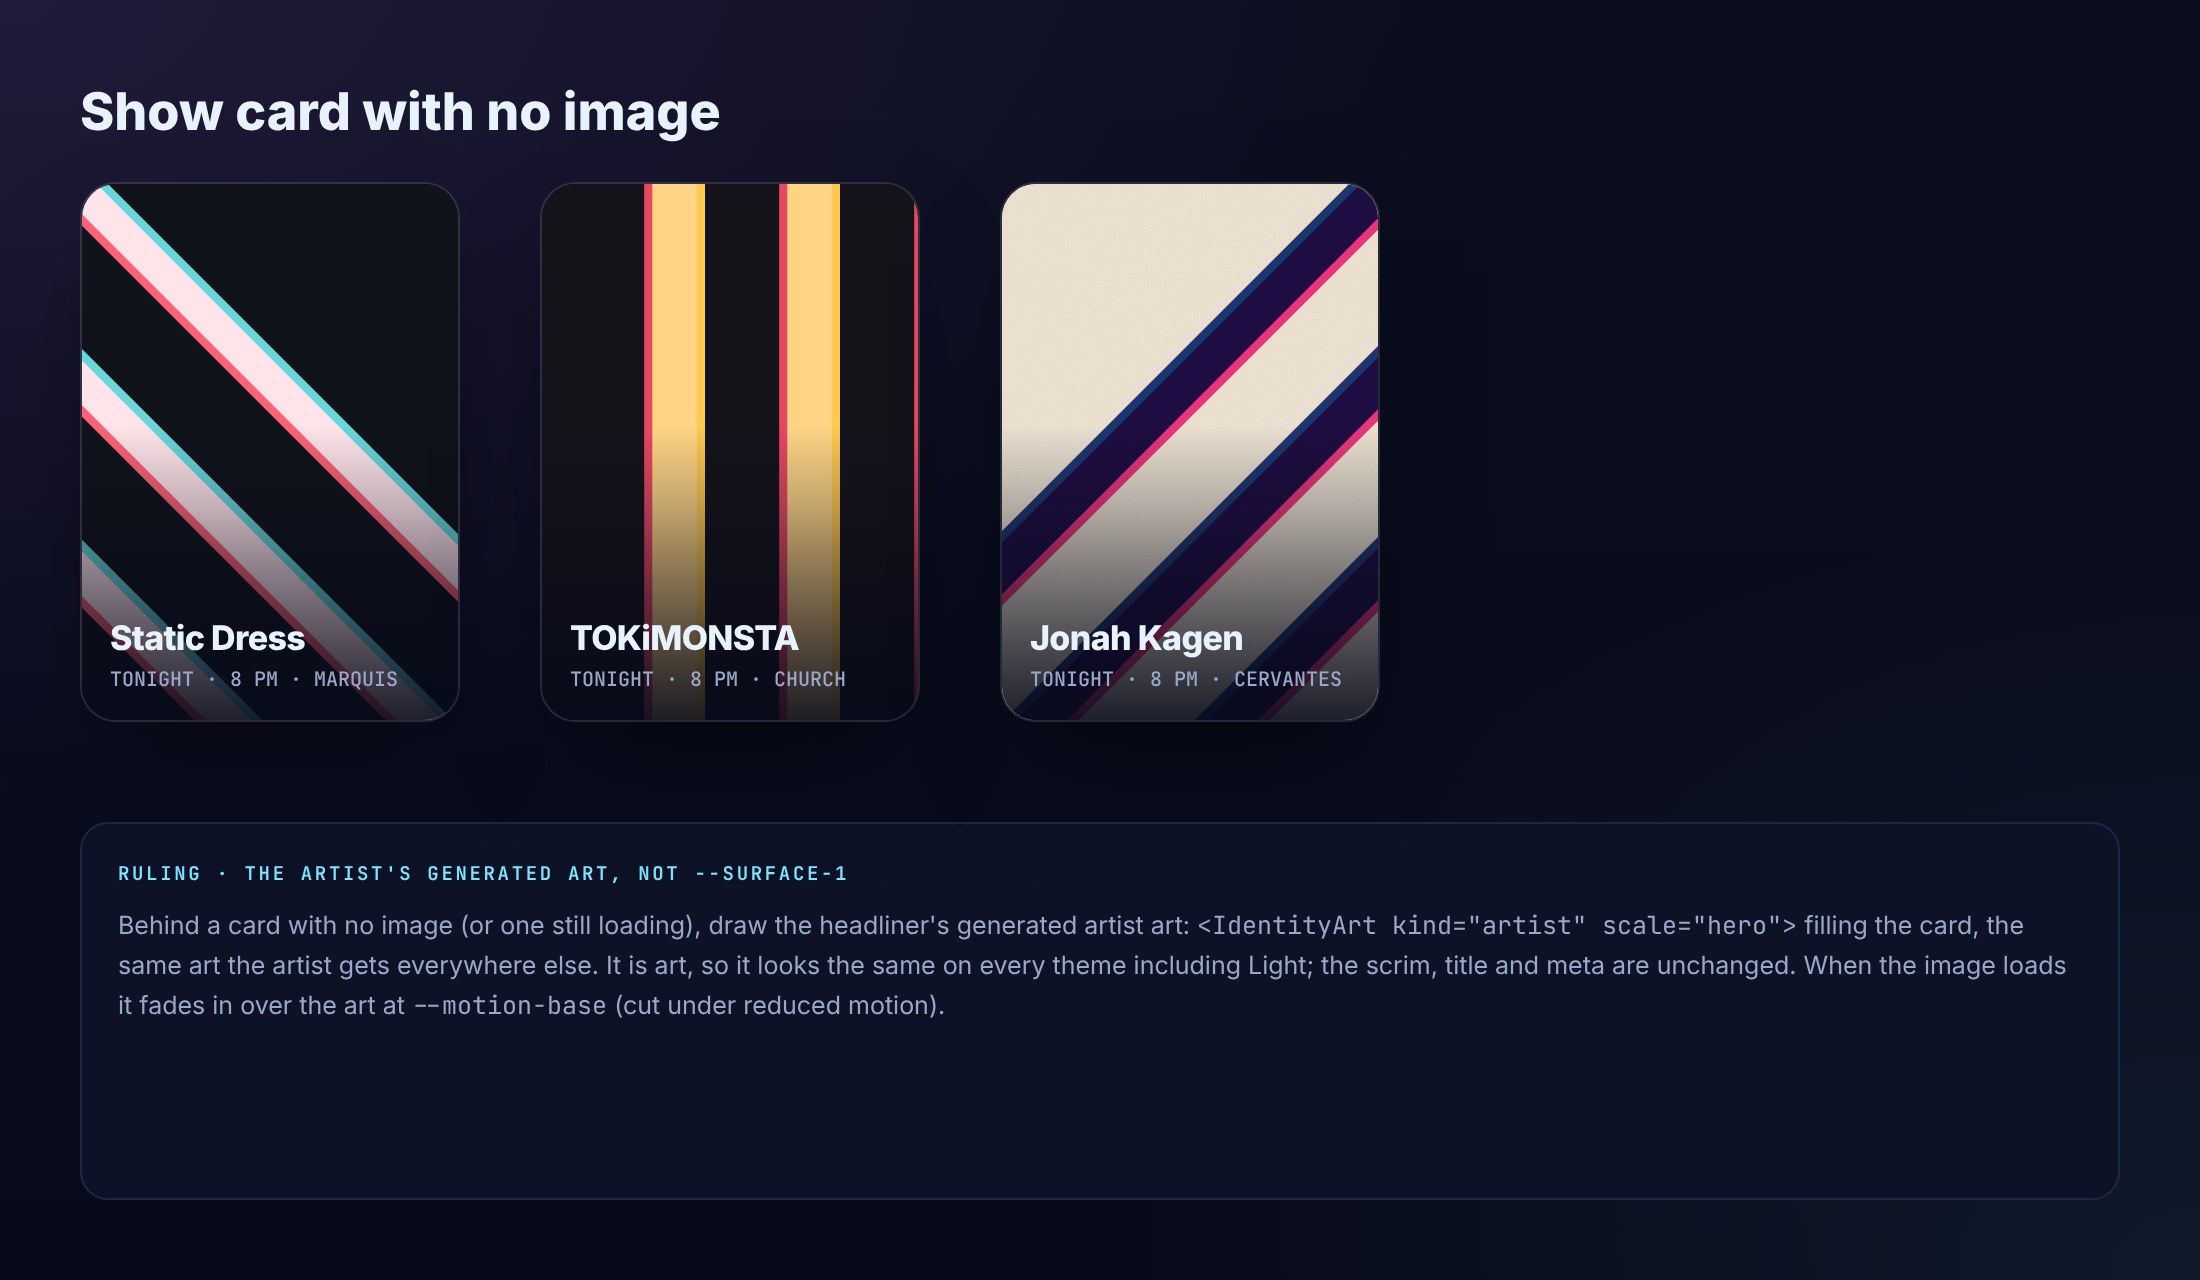 Show card with no image
Static Dress
TONIGHT · 8 PM · MARQUIS
TOKiMONSTA
TONIGHT · 8 PM · CHURCH
Jonah Kagen
TONIGHT · 8 PM · CERVANTES
RULING · THE ARTIST'S GENERATED ART, NOT --SURFACE-1
Behind a card with no image (or one still loading), draw the headliner's generated artist art: <IdentityArt kind="artist" scale="hero"> filling the card, the
same art the artist gets everywhere else. It is art, so it looks the same on every theme including Light; the scrim, title and meta are unchanged. When the image loads
it fades in over the art at --motion-base (cut under reduced motion).